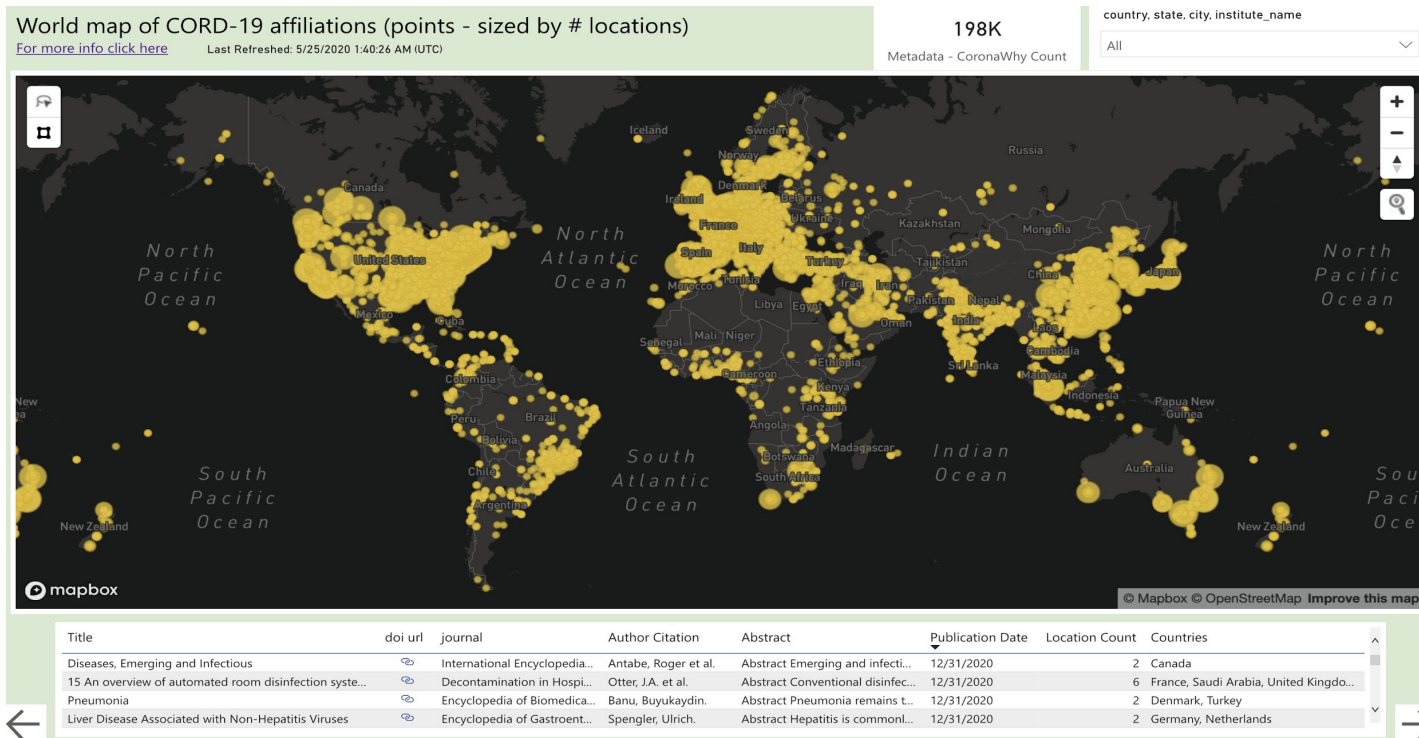 World map of CORD-19 affiliations (points - sized by # locations)
For more info click here
Last Refreshed: 5/25/2020 1:40:26 AM (UTC)
198K
Metadata - CoronaWhy Count
country, state, city, institute_name
All
Iceland
Sweden
Norway
Russia
Canada
Denmark
Ireland
Belarus
Ukraine
France
Kazakhstan
Mongolia
North
Pacific
Ocean
North
Atlantic
Ocean
North
Pacific
Ocean
United States
Spain
Italy
Turkey
Tajikistan
China
Japan
Morocco
Tunisia
Iraq
Iran
Pakistan
Nepal
Mexico
Cuba
Libya
Egypt
Oman
India
Laos
Senegal
Mali
Niger
Cambodia
Colombia
Cameroon
Ethiopia
Sri Lanka
Malaysia
Kenya
Indonesia
New
ea
Peru
Brazil
Tanzania
Papua New
Guinea
Angola
Bolivia
Madagascar
Botswana
Chile
South Africa
Australia
South
Pacific
Ocean
South
Atlantic
Ocean
Indian
Ocean
Sou
Paci
Oce
Argentina
New Zealand
New Zealand
mapbox
© Mapbox © OpenStreetMap Improve this map
Title doi url journal Author Citation Abstract Publication Date Location Count Countries
Diseases, Emerging and Infectious International Encyclopedia... Antabe, Roger et al. Abstract Emerging and infecti... 12/31/2020 2 Canada
15 An overview of automated room disinfection syste... Decontamination in Hospi... Otter, J.A. et al. Abstract Conventional disinfec... 12/31/2020 6 France, Saudi Arabia, United Kingdo...
Pneumonia Encyclopedia of Biomedica... Banu, Buyukaydin. Abstract Pneumonia remains t... 12/31/2020 2 Denmark, Turkey
Liver Disease Associated with Non-Hepatitis Viruses Encyclopedia of Gastroent... Spengler, Ulrich. Abstract Hepatitis is commonl... 12/31/2020 2 Germany, Netherlands